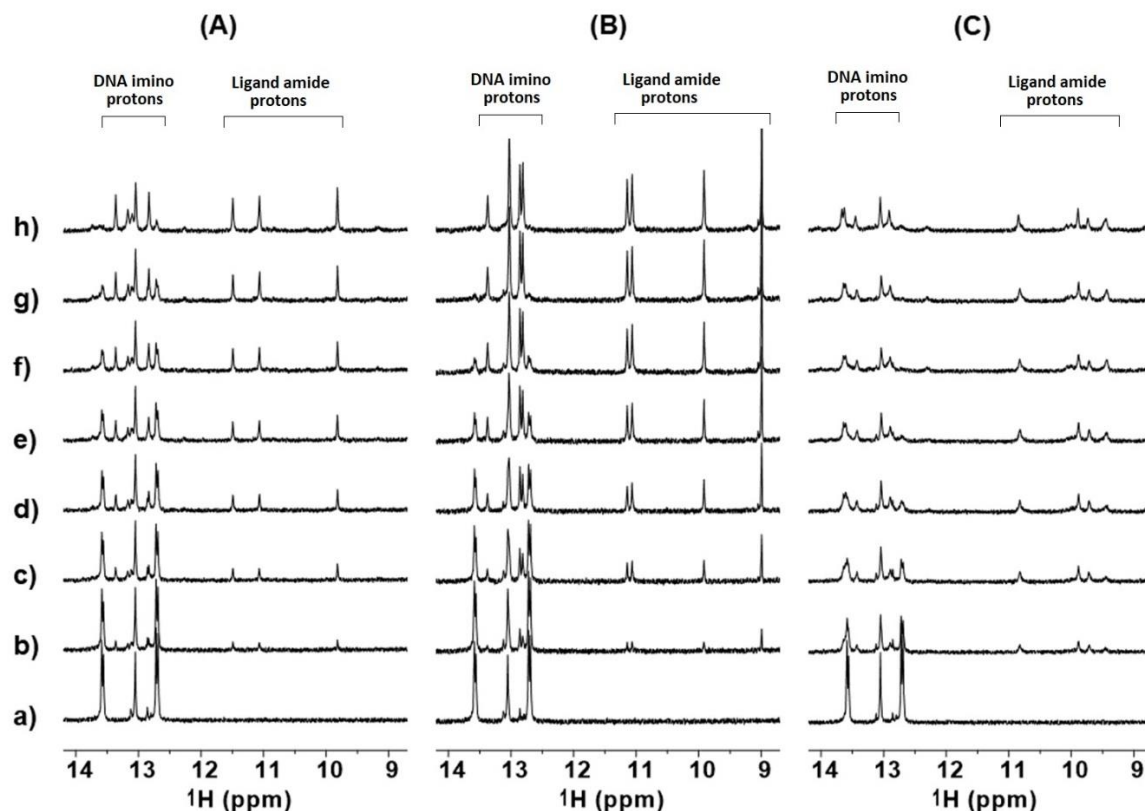 (A)
(B)
(C)
DNA imino
protons
Ligand amide
protons
DNA imino
protons
Ligand amide
protons
DNA imino
protons
Ligand amide
protons
h)
g)
f)
e)
d)
c)
b)
a)
14 13 12 11 10 9
14 13 12 11 10 9
14 13 12 11 10 9
¹H (ppm)
¹H (ppm)
¹H (ppm)